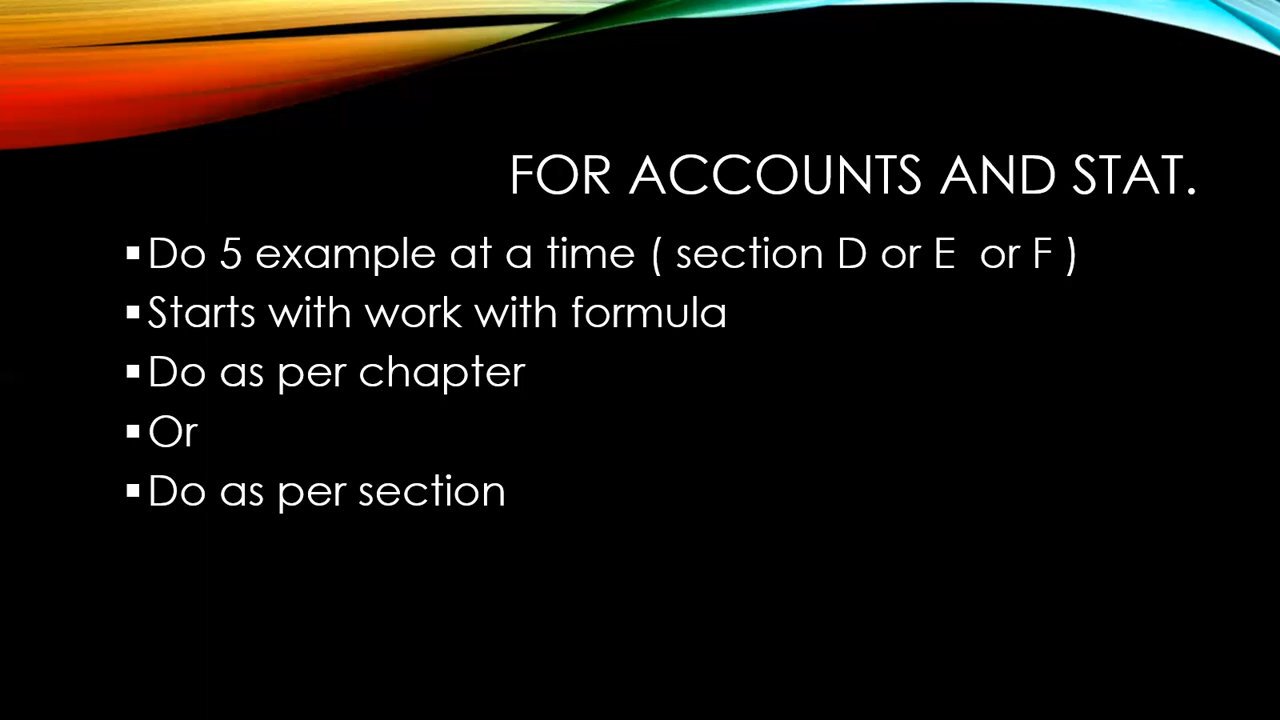 FOR ACCOUNTS AND STAT.
▪Do 5 example at a time ( section D or E  or F )
▪Starts with work with formula
▪Do as per chapter
▪Or
▪Do as per section